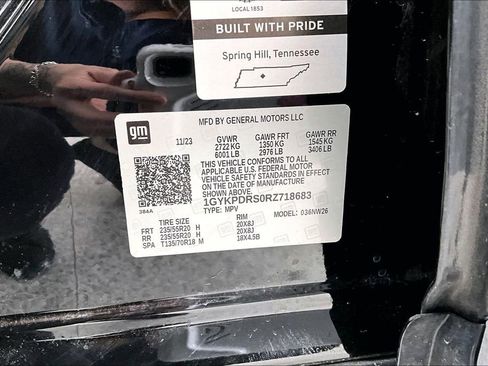 LOCAL 1853
BUILT WITH PRIDE
Spring Hill, Tennessee
gm
MFD BY GENERAL MOTORS LLC
11/23 GVWR GAWR FRT GAWR RR
2722 KG 1350 KG 1545 KG
6001 LB 2976 LB 3406 LB
THIS VEHICLE CONFORMS TO ALL
APPLICABLE U.S. FEDERAL MOTOR
VEHICLE SAFETY STANDARDS IN EFFECT
ON THE DATE OF MANUFACTURE
SHOWN ABOVE.
1GYKPDRS0RZ718683
384A TYPE: MPV MODEL: 036NW26
TIRE SIZE RIM
FRT 235/55R20 H 20X8J
RR 235/55R20 H 20X8J
SPA T135/70R18 M 18X4.5B